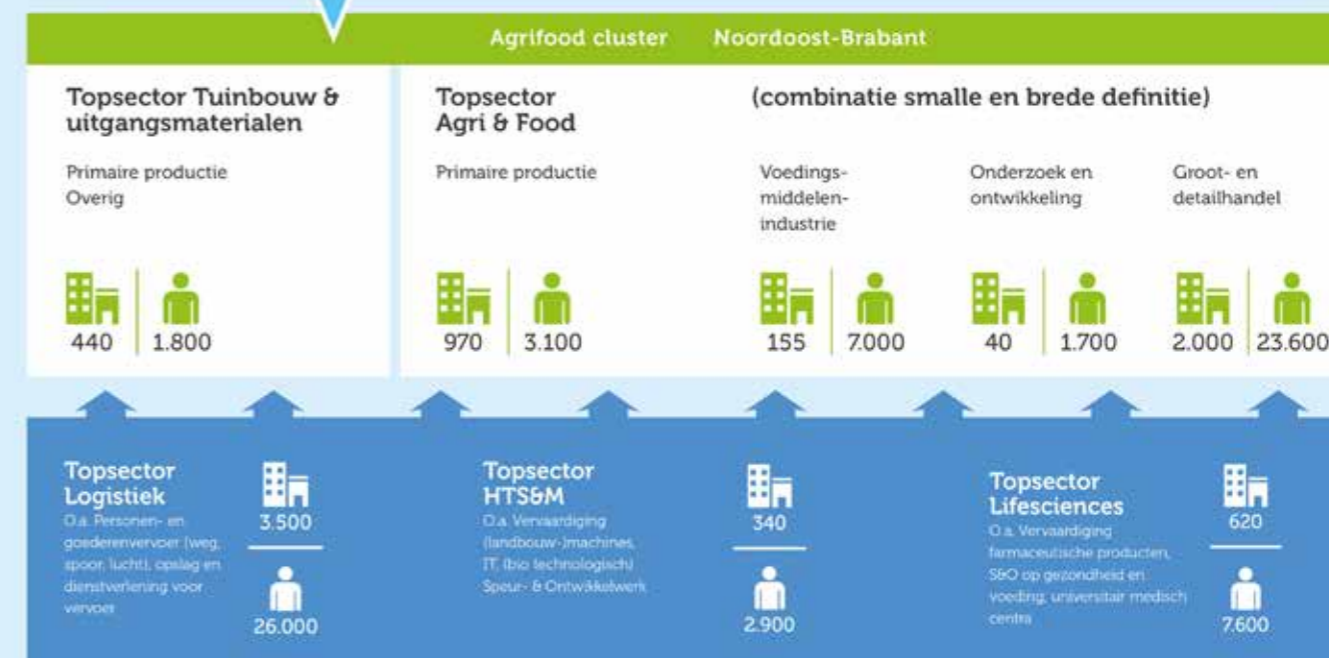 Agrifood cluster Noordoost-Brabant
Topsector Tuinbouw &
uitgangsmaterialen
Primaire productie
Overig
440 1.800
Topsector
Agri & Food
Primaire productie
970 3.100
(combinatie smalle en brede definitie)
Voedings-
middelen-
industrie
155 7.000
Onderzoek en
ontwikkeling
40 1.700
Groot- en
detailhandel
2.000 23.600
Topsector
Logistiek
O.a. Personen- en
goederenvervoer (weg,
spoor, lucht), opslag en
dienstverlening voor
vervoer
3.500
26.000
Topsector
HTS&M
O.a. Vervaardiging
(landbouw-)machines,
IT, (bio technologisch)
Speur- & Ontwikkelwerk
340
2.900
Topsector
Lifesciences
O.a. Vervaardiging
farmaceutische producten,
S&O op gezondheid en
voeding, universitair medisch
centra
620
7.600